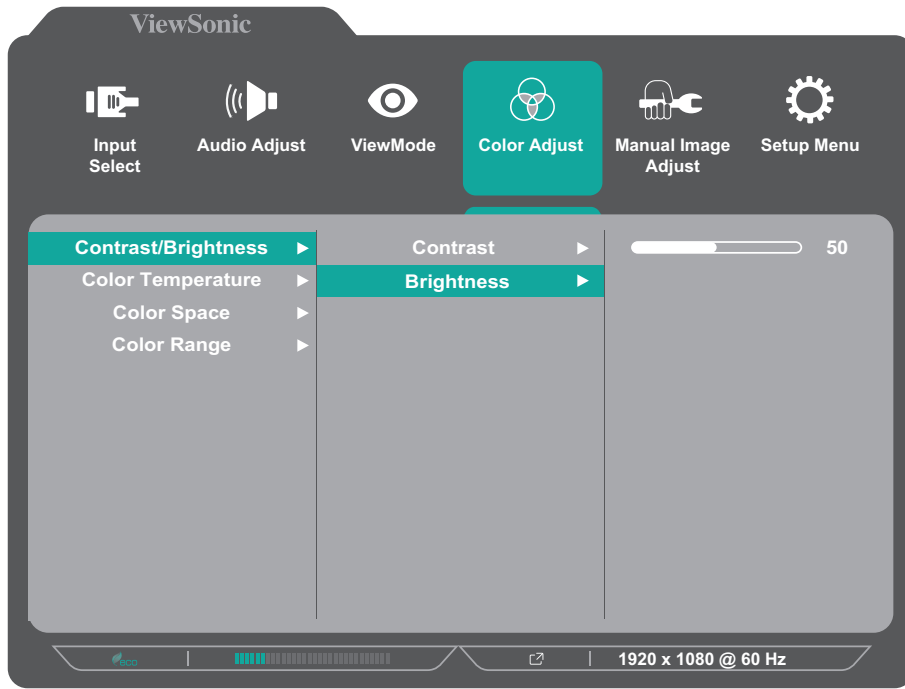 ViewSonic
Input
Select
Audio Adjust
ViewMode
Color Adjust
Manual Image
Adjust
Setup Menu
Contrast/Brightness
Color Temperature
Color Space
Color Range
Contrast
Brightness
50
eco
1920 x 1080 @ 60 Hz